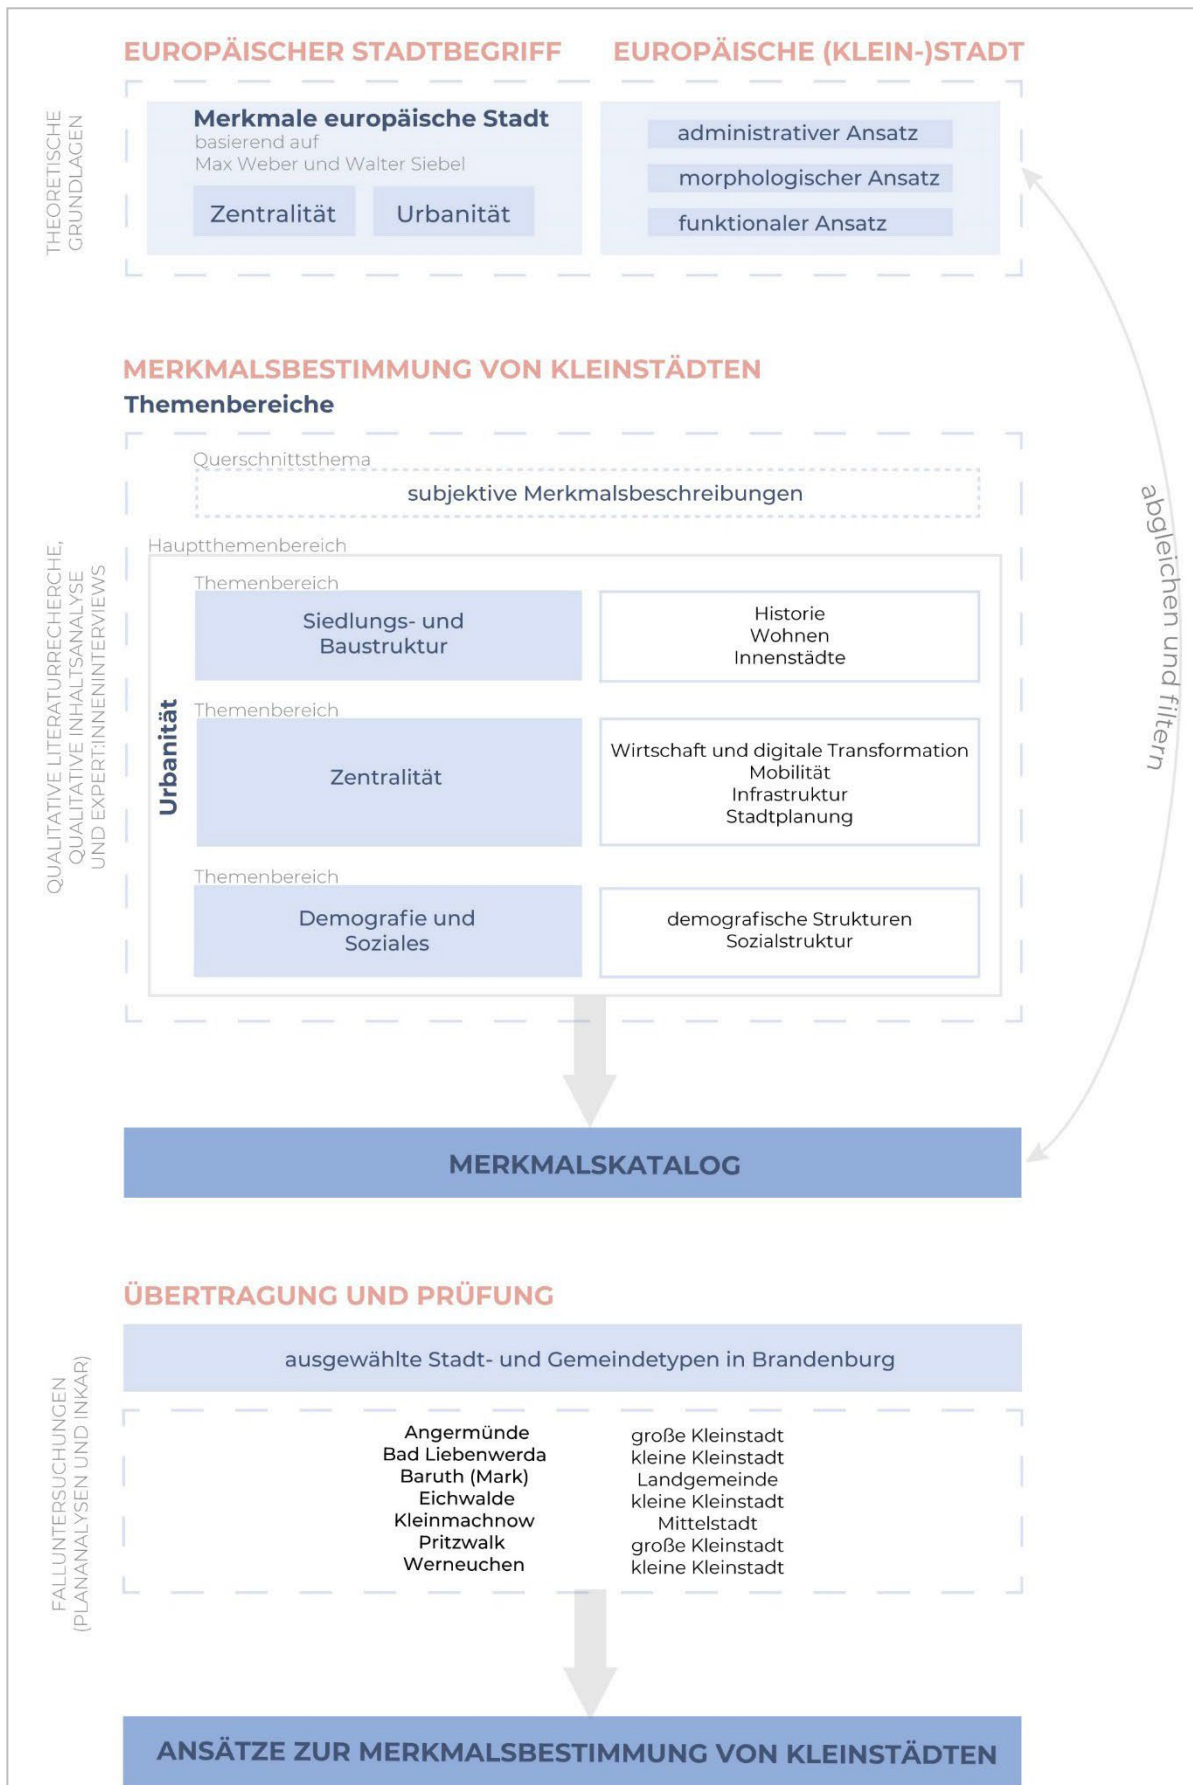 EUROPÄISCHER STADTBEGRIFF
EUROPÄISCHE (KLEIN-)STADT
THEORETISCHE
GRUNDLAGEN
Merkmale europäische Stadt
basierend auf
Max Weber und Walter Siebel
Zentralität
Urbanität
administrativer Ansatz
morphologischer Ansatz
funktionaler Ansatz
abgleichen und filtern
MERKMALSBESTIMMUNG VON KLEINSTÄDTEN
Themenbereiche
QUALITATIVE LITERATURRECHERCHE,
QUALITATIVE INHALTSANALYSE
UND EXPERT:INNENINTERVIEWS
Querschnittsthema
subjektive Merkmalsbeschreibungen
Hauptthemenbereich
Urbanität
Themenbereich
Siedlungs- und
Baustruktur
Historie
Wohnen
Innenstädte
Themenbereich
Zentralität
Wirtschaft und digitale Transformation
Mobilität
Infrastruktur
Stadtplanung
Themenbereich
Demografie und
Soziales
demografische Strukturen
Sozialstruktur
MERKMALSKATALOG
ÜBERTRAGUNG UND PRÜFUNG
FALLUNTERSUCHUNGEN
(PLANANALYSEN UND INKAR)
ausgewählte Stadt- und Gemeindetypen in Brandenburg
Angermünde große Kleinstadt
Bad Liebenwerda kleine Kleinstadt
Baruth (Mark) Landgemeinde
Eichwalde kleine Kleinstadt
Kleinmachnow Mittelstadt
Pritzwalk große Kleinstadt
Werneuchen kleine Kleinstadt
ANSÄTZE ZUR MERKMALSBESTIMMUNG VON KLEINSTÄDTEN